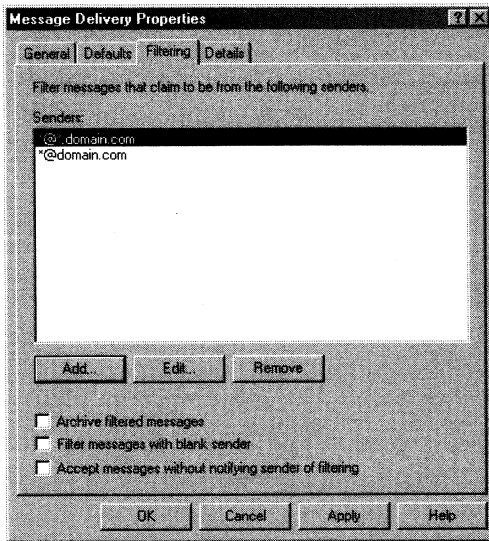 Message Delivery Properties
General Defaults Filtering Details
Filter messages that claim to be from the following senders.
Senders:
*@*.domain.com
*@domain.com
Add... Edit... Remove
Archive filtered messages
Filter messages with blank sender
Accept messages without notifying sender of filtering
OK Cancel Apply Help